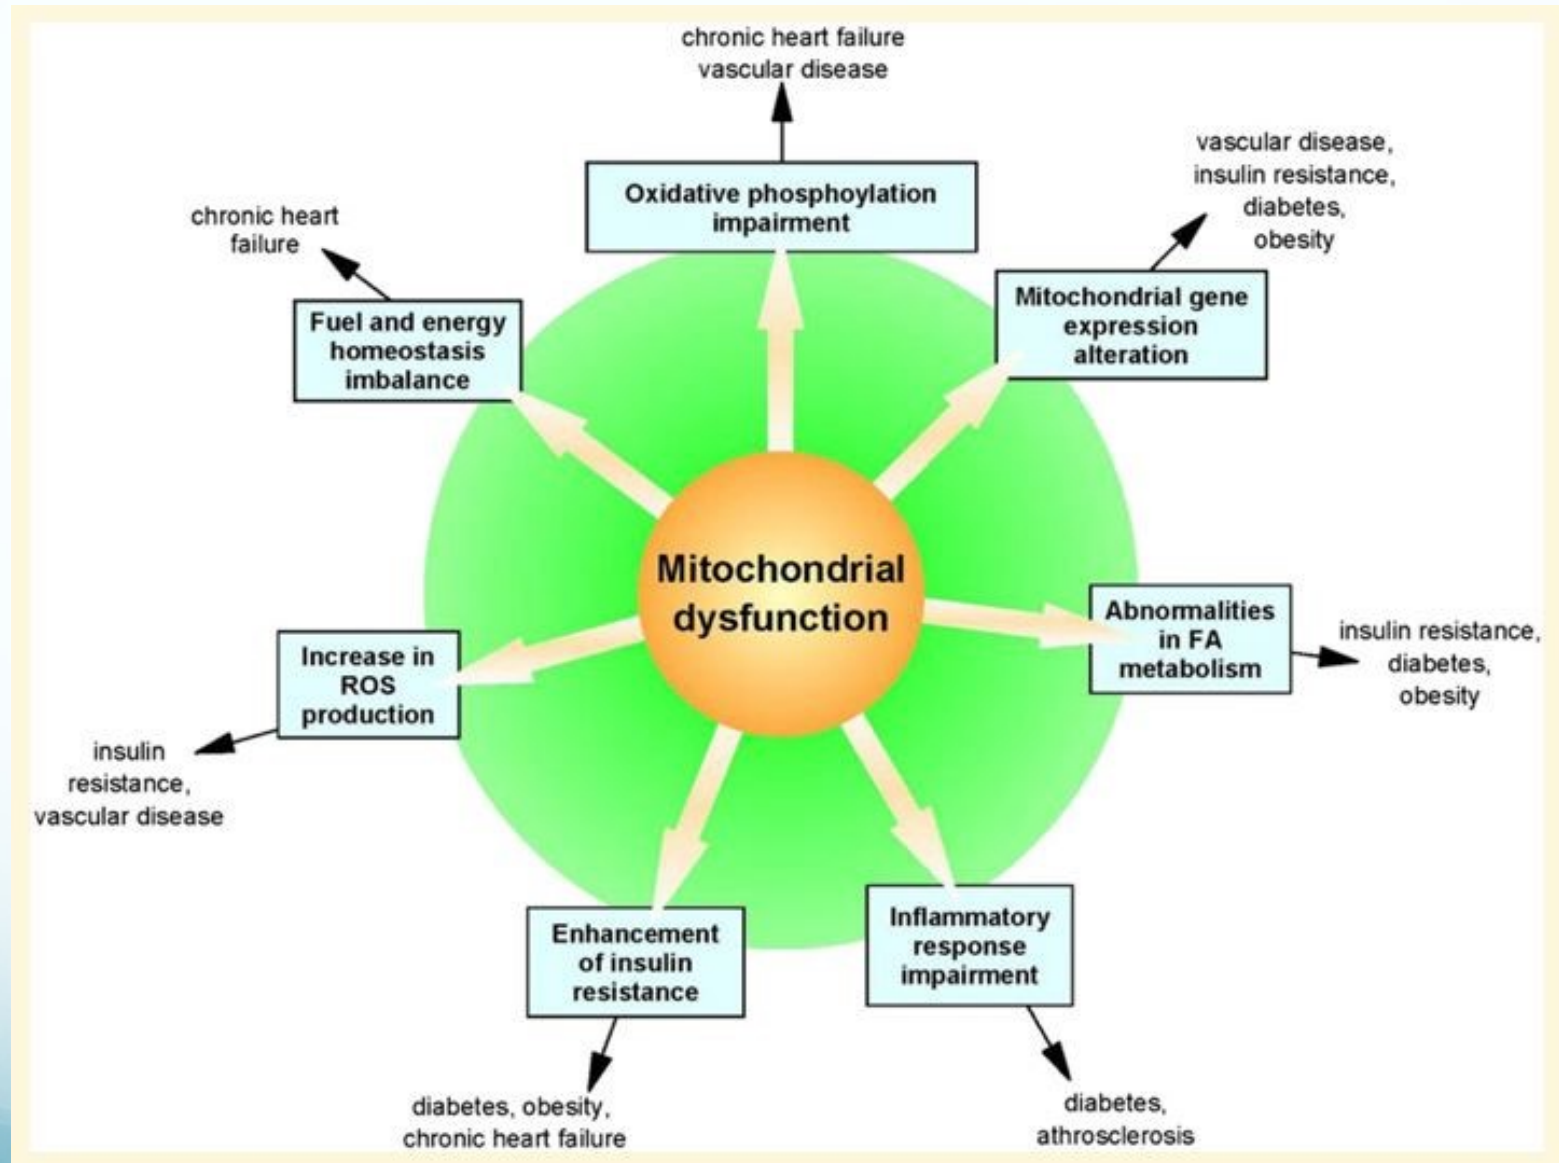 chronic heart failure
vascular disease
Oxidative phosphoylation
impairment
vascular disease,
insulin resistance,
diabetes,
obesity
Mitochondrial gene
expression
alteration
chronic heart
failure
Fuel and energy
homeostasis
imbalance
Mitochondrial
dysfunction
Abnormalities
in FA
metabolism
insulin resistance,
diabetes,
obesity
Increase in
ROS
production
insulin
resistance,
vascular disease
Enhancement
of insulin
resistance
diabetes, obesity,
chronic heart failure
Inflammatory
response
impairment
diabetes,
athrosclerosis